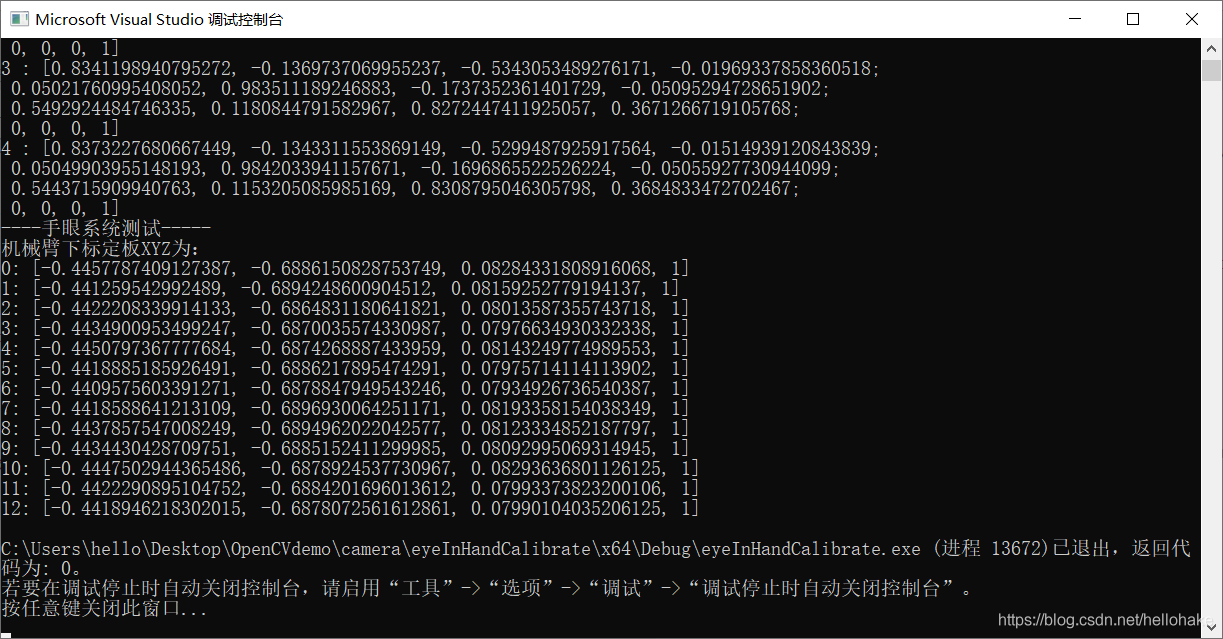 Microsoft Visual Studio 调试控制台
0, 0, 0, 1]
3 : [0.8341198940795272, -0.1369737069955237, -0.5343053489276171, -0.01969337858360518;
0.05021760995408052, 0.983511189246883, -0.1737352361401729, -0.05095294728651902;
0.5492924484746335, 0.1180844791582967, 0.8272447411925057, 0.3671266719105768;
0, 0, 0, 1]
4 : [0.8373227680667449, -0.1343311553869149, -0.5299487925917564, -0.01514939120843839;
0.05049903955148193, 0.9842033941157671, -0.1696865522526224, -0.05055927730944099;
0.5443715909940763, 0.1153205085985169, 0.8308795046305798, 0.3684833472702467;
0, 0, 0, 1]
----手眼系统测试-----
机械臂下标定板XYZ为:
0: [-0.4457787409127387, -0.6886150828753749, 0.08284331808916068, 1]
1: [-0.441259542992489, -0.6894248600904512, 0.08159252779194137, 1]
2: [-0.4422208339914133, -0.6864831180641821, 0.08013587355743718, 1]
3: [-0.4434900953499247, -0.6870035574330987, 0.07976634930332338, 1]
4: [-0.4450797367777684, -0.6874268887433959, 0.08143249774989553, 1]
5: [-0.4418885185926491, -0.6886217895474291, 0.07975714114113902, 1]
6: [-0.4409575603391271, -0.6878847949543246, 0.07934926736540387, 1]
7: [-0.4418588641213109, -0.6896930064251171, 0.08193358154038349, 1]
8: [-0.4437857547008249, -0.6894962022042577, 0.08123334852187797, 1]
9: [-0.4434430428709751, -0.6885152411299985, 0.08092995069314945, 1]
10: [-0.4447502944365486, -0.6878924537730967, 0.08293636801126125, 1]
11: [-0.4422290895104752, -0.6884201696013612, 0.07993373823200106, 1]
12: [-0.4418946218302015, -0.6878072561612861, 0.07990104035206125, 1]
C:\Users\hello\Desktop\OpenCVdemo\camera\eyeInHandCalibrate\x64\Debug\eyeInHandCalibrate.exe (进程 13672)已退出，返回代
码为: 0。
若要在调试停止时自动关闭控制台，请启用“工具”->“选项”->“调试”->“调试停止时自动关闭控制台”。
按任意键关闭此窗口...
https://blog.csdn.net/hellohake